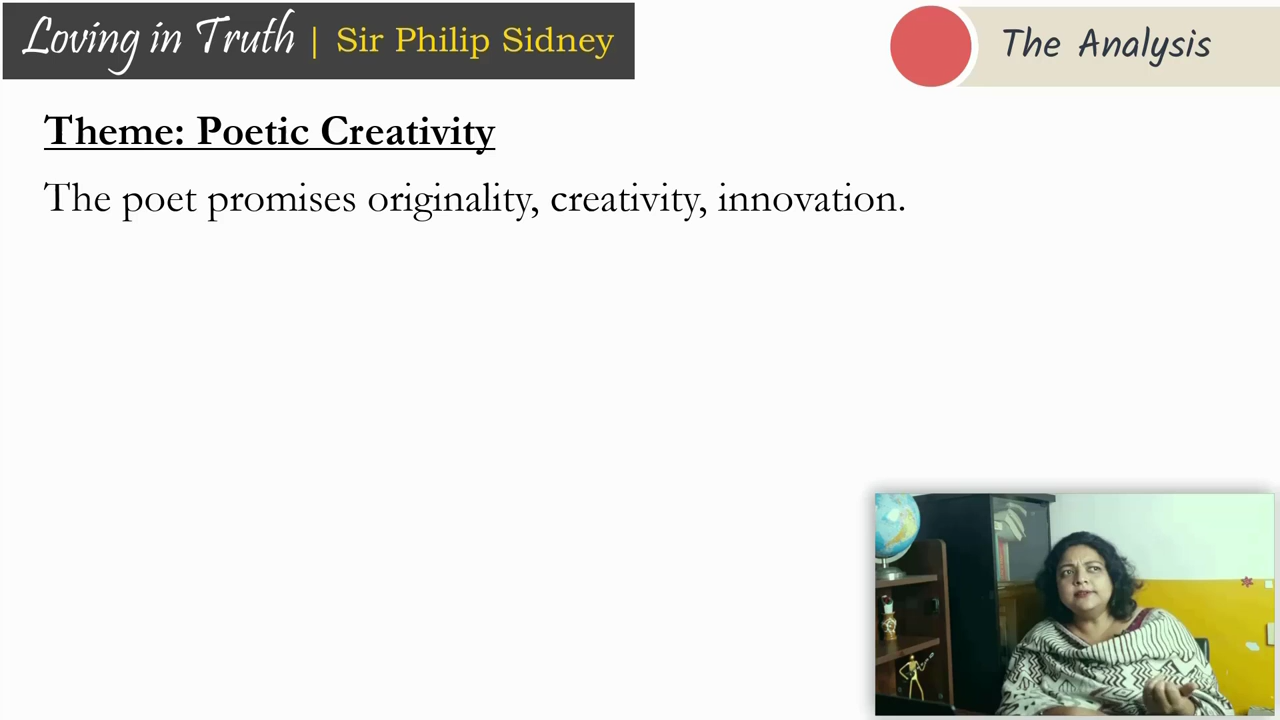 Loving in Truth | Sir Philip Sidney
The Analysis
Theme: Poetic Creativity
The poet promises originality, creativity, innovation.